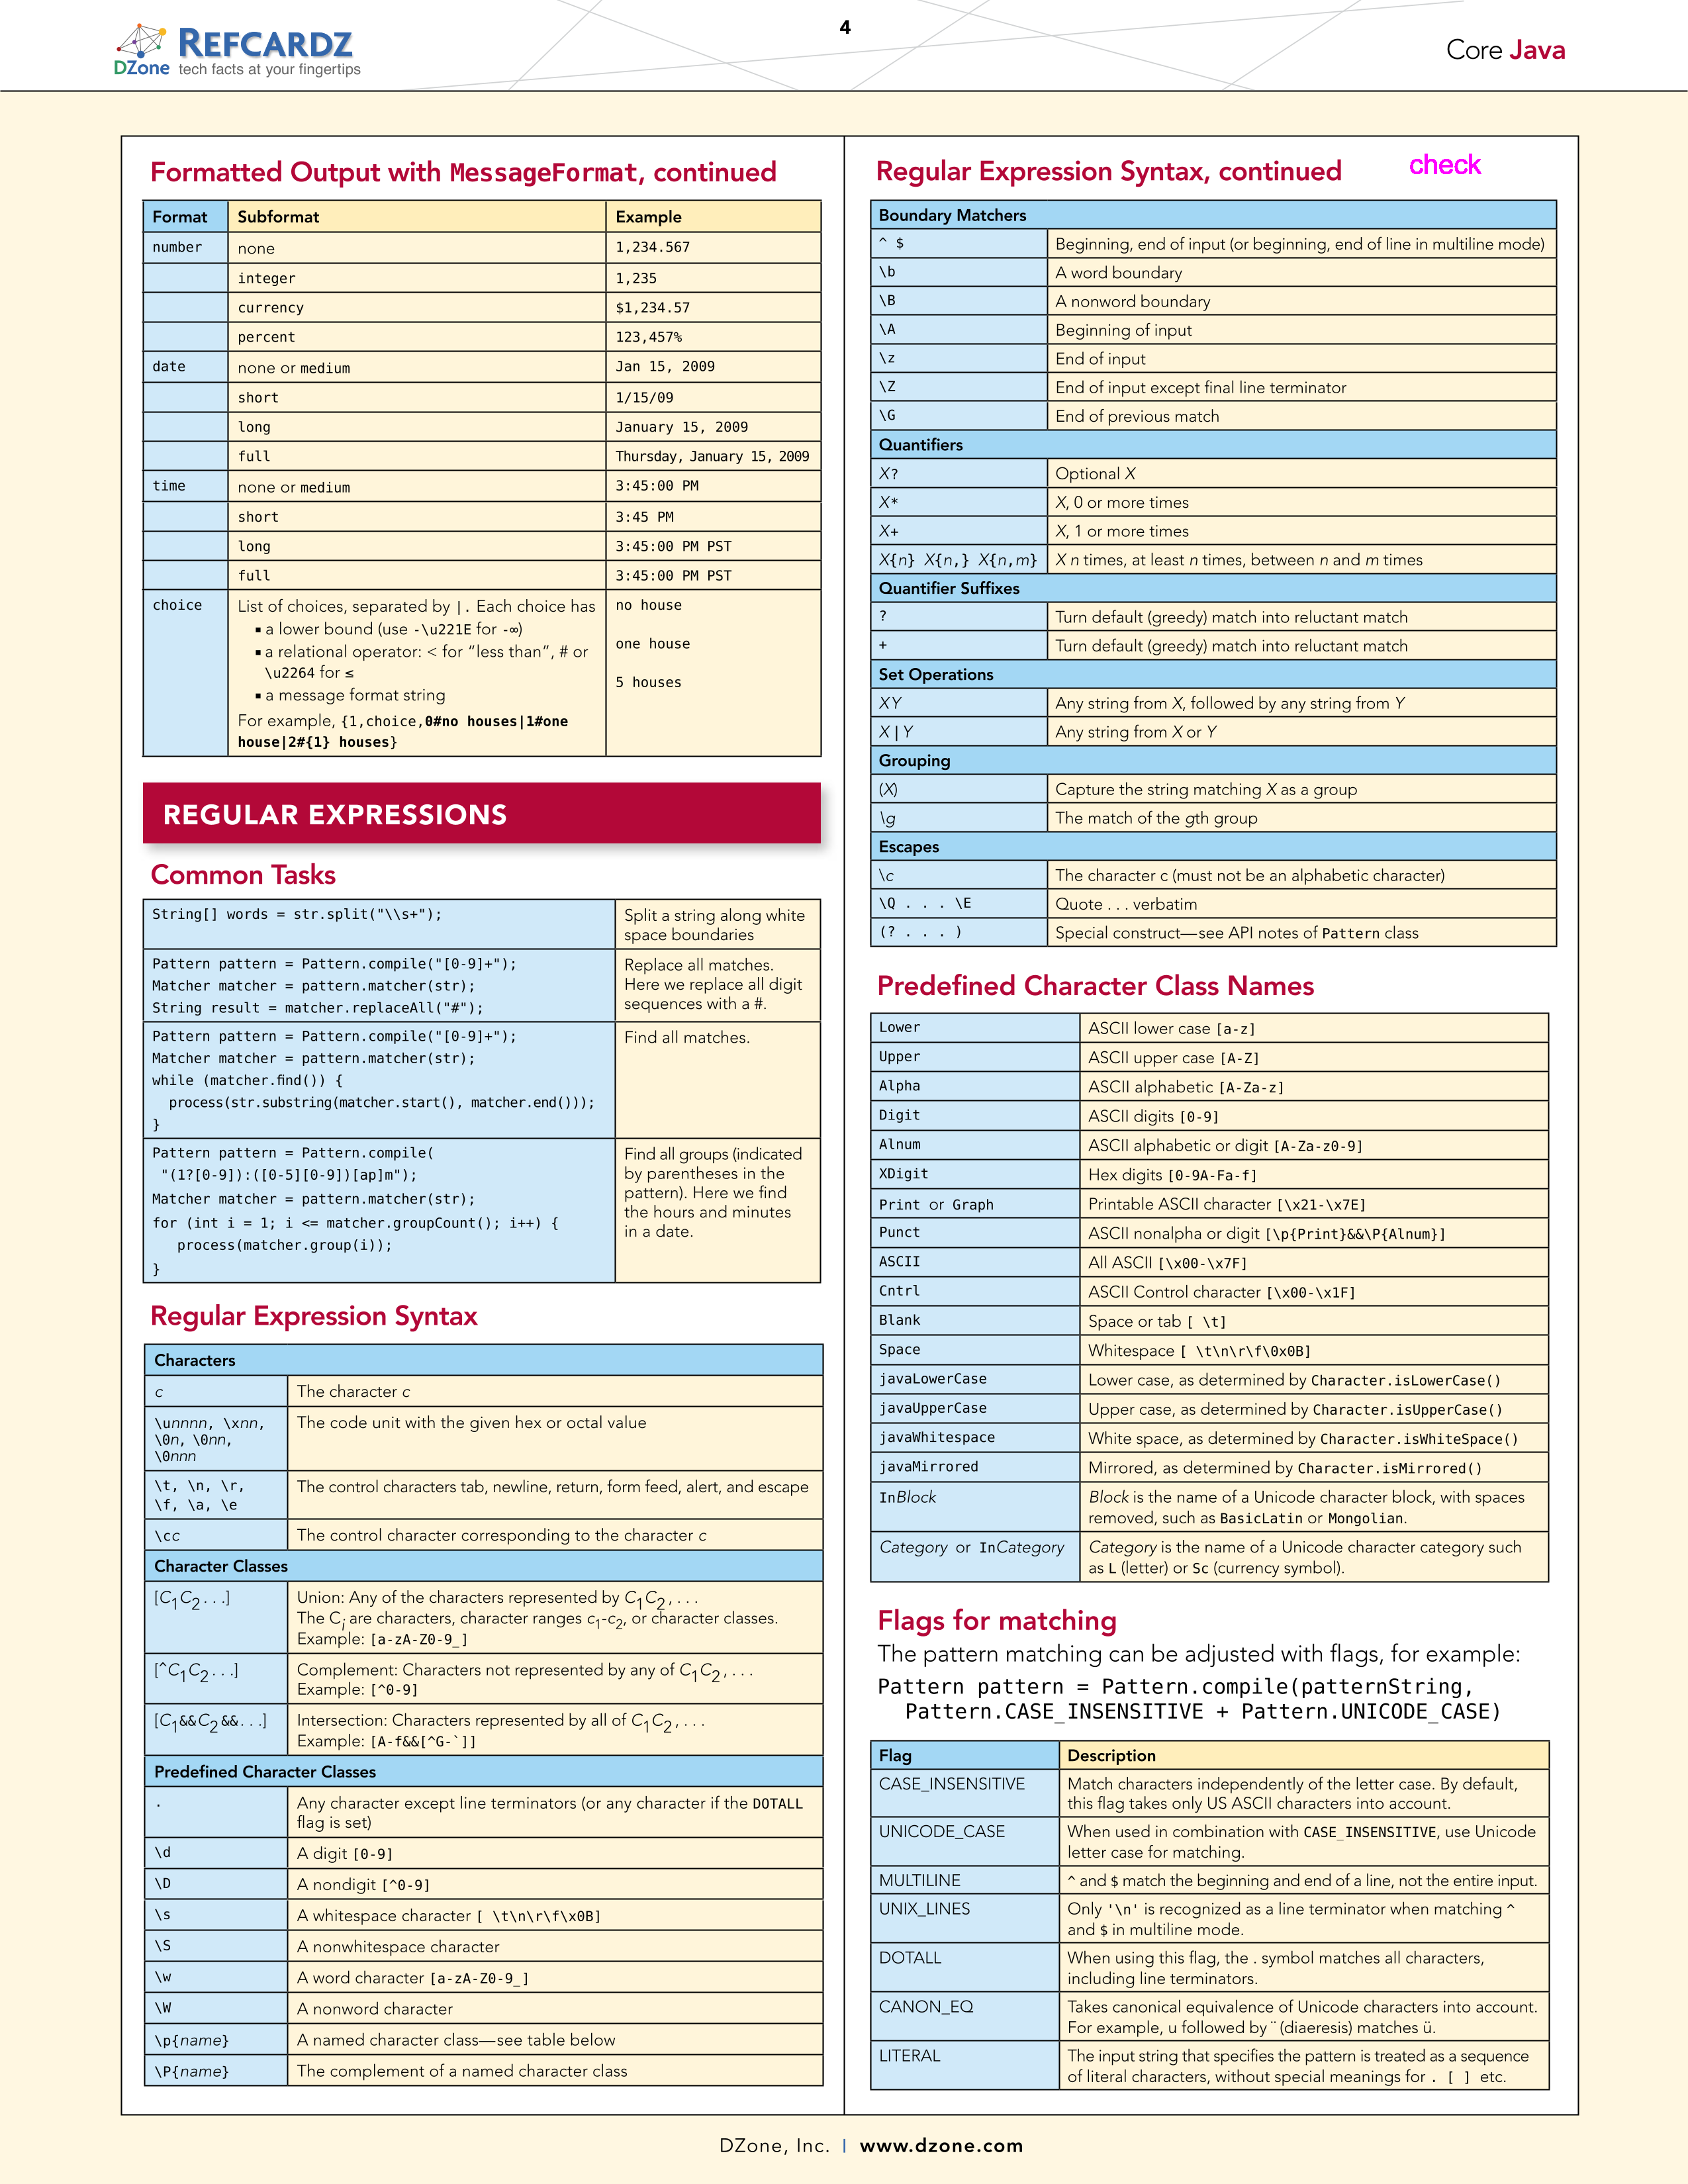 DZone
REFCARDZ
tech facts at your fingertips
4
Core Java
Formatted Output with MessageFormat, continued
Format Subformat Example
number none 1,234.567
integer 1,235
currency $1,234.57
percent 123,457%
date none or medium Jan 15, 2009
short 1/15/09
long January 15, 2009
full Thursday, January 15, 2009
time none or medium 3:45:00 PM
short 3:45 PM
long 3:45:00 PM PST
full 3:45:00 PM PST
choice List of choices, separated by |. Each choice has
▪ a lower bound (use -\u221E for -∞)
▪ a relational operator: < for “less than”, # or
\u2264 for ≤
▪ a message format string
For example, {1,choice,0#no houses|1#one
house|2#{1} houses}
no house
one house
5 houses
REGULAR EXPRESSIONS
Common Tasks
String[] words = str.split("\\s+");
Split a string along white
space boundaries
Pattern pattern = Pattern.compile("[0-9]+");
Matcher matcher = pattern.matcher(str);
String result = matcher.replaceAll("#");
Replace all matches.
Here we replace all digit
sequences with a #.
Pattern pattern = Pattern.compile("[0-9]+");
Matcher matcher = pattern.matcher(str);
while (matcher.find()) {
process(str.substring(matcher.start(), matcher.end()));
}
Find all matches.
Pattern pattern = Pattern.compile(
"(1?[0-9]):([0-5][0-9])[ap]m");
Matcher matcher = pattern.matcher(str);
for (int i = 1; i <= matcher.groupCount(); i++) {
process(matcher.group(i));
}
Find all groups (indicated
by parentheses in the
pattern). Here we find
the hours and minutes
in a date.
Regular Expression Syntax
Characters
c The character c
\unnnn, \xnn,
\0n, \0nn,
\0nnn
The code unit with the given hex or octal value
\t, \n, \r,
\f, \a, \e
The control characters tab, newline, return, form feed, alert, and escape
\cc The control character corresponding to the character c
Character Classes
[C1C2 . . .] Union: Any of the characters represented by C1C2 , . . .
The Ci are characters, character ranges c1-c2, or character classes.
Example: [a-zA-Z0-9_]
[^C1C2 . . .] Complement: Characters not represented by any of C1C2 , . . .
Example: [^0-9]
[C1&&C2 &&. . .] Intersection: Characters represented by all of C1C2 , . . .
Example: [A-f&&[^G-`]]
Predefined Character Classes
. Any character except line terminators (or any character if the DOTALL
flag is set)
\d A digit [0-9]
\D A nondigit [^0-9]
\s A whitespace character [ \t\n\r\f\x0B]
\S A nonwhitespace character
\w A word character [a-zA-Z0-9_]
\W A nonword character
\p{name} A named character class—see table below
\P{name} The complement of a named character class
Regular Expression Syntax, continued
check
Boundary Matchers
^ $ Beginning, end of input (or beginning, end of line in multiline mode)
\b A word boundary
\B A nonword boundary
\A Beginning of input
\z End of input
\Z End of input except final line terminator
\G End of previous match
Quantifiers
X? Optional X
X* X, 0 or more times
X+ X, 1 or more times
X{n} X{n,} X{n,m} X n times, at least n times, between n and m times
Quantifier Suffixes
? Turn default (greedy) match into reluctant match
+ Turn default (greedy) match into reluctant match
Set Operations
XY Any string from X, followed by any string from Y
X|Y Any string from X or Y
Grouping
(X) Capture the string matching X as a group
\g The match of the gth group
Escapes
\c The character c (must not be an alphabetic character)
\Q . . . \E Quote . . . verbatim
(? . . . ) Special construct—see API notes of Pattern class
Predefined Character Class Names
Lower ASCII lower case [a-z]
Upper ASCII upper case [A-Z]
Alpha ASCII alphabetic [A-Za-z]
Digit ASCII digits [0-9]
Alnum ASCII alphabetic or digit [A-Za-z0-9]
XDigit Hex digits [0-9A-Fa-f]
Print or Graph Printable ASCII character [\x21-\x7E]
Punct ASCII nonalpha or digit [\p{Print}&&\P{Alnum}]
ASCII All ASCII [\x00-\x7F]
Cntrl ASCII Control character [\x00-\x1F]
Blank Space or tab [ \t]
Space Whitespace [ \t\n\r\f\0x0B]
javaLowerCase Lower case, as determined by Character.isLowerCase()
javaUpperCase Upper case, as determined by Character.isUpperCase()
javaWhitespace White space, as determined by Character.isWhiteSpace()
javaMirrored Mirrored, as determined by Character.isMirrored()
InBlock Block is the name of a Unicode character block, with spaces
removed, such as BasicLatin or Mongolian.
Category or InCategory Category is the name of a Unicode character category such
as L (letter) or Sc (currency symbol).
Flags for matching
The pattern matching can be adjusted with flags, for example:
Pattern pattern = Pattern.compile(patternString,
Pattern.CASE_INSENSITIVE + Pattern.UNICODE_CASE)
Flag Description
CASE_INSENSITIVE Match characters independently of the letter case. By default,
this flag takes only US ASCII characters into account.
UNICODE_CASE When used in combination with CASE_INSENSITIVE, use Unicode
letter case for matching.
MULTILINE ^ and $ match the beginning and end of a line, not the entire input.
UNIX_LINES Only '\n' is recognized as a line terminator when matching ^
and $ in multiline mode.
DOTALL When using this flag, the . symbol matches all characters,
including line terminators.
CANON_EQ Takes canonical equivalence of Unicode characters into account.
For example, u followed by ¨ (diaeresis) matches ü.
LITERAL The input string that specifies the pattern is treated as a sequence
of literal characters, without special meanings for . [ ] etc.
DZone, Inc. | www.dzone.com